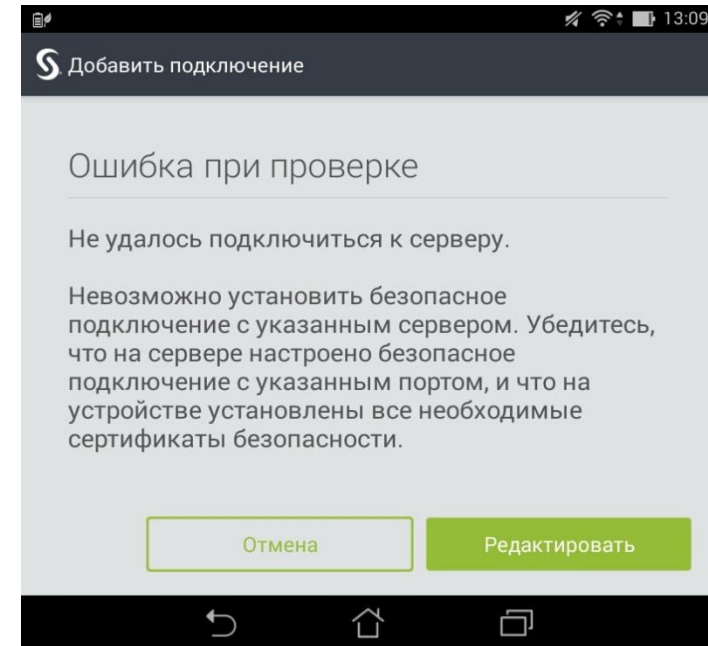 13:09
Добавить подключение
Ошибка при проверке
Не удалось подключиться к серверу.
Невозможно установить безопасное
подключение с указанным сервером. Убедитесь,
что на сервере настроено безопасное
подключение с указанным портом, и что на
устройстве установлены все необходимые
сертификаты безопасности.
Отмена
Редактировать